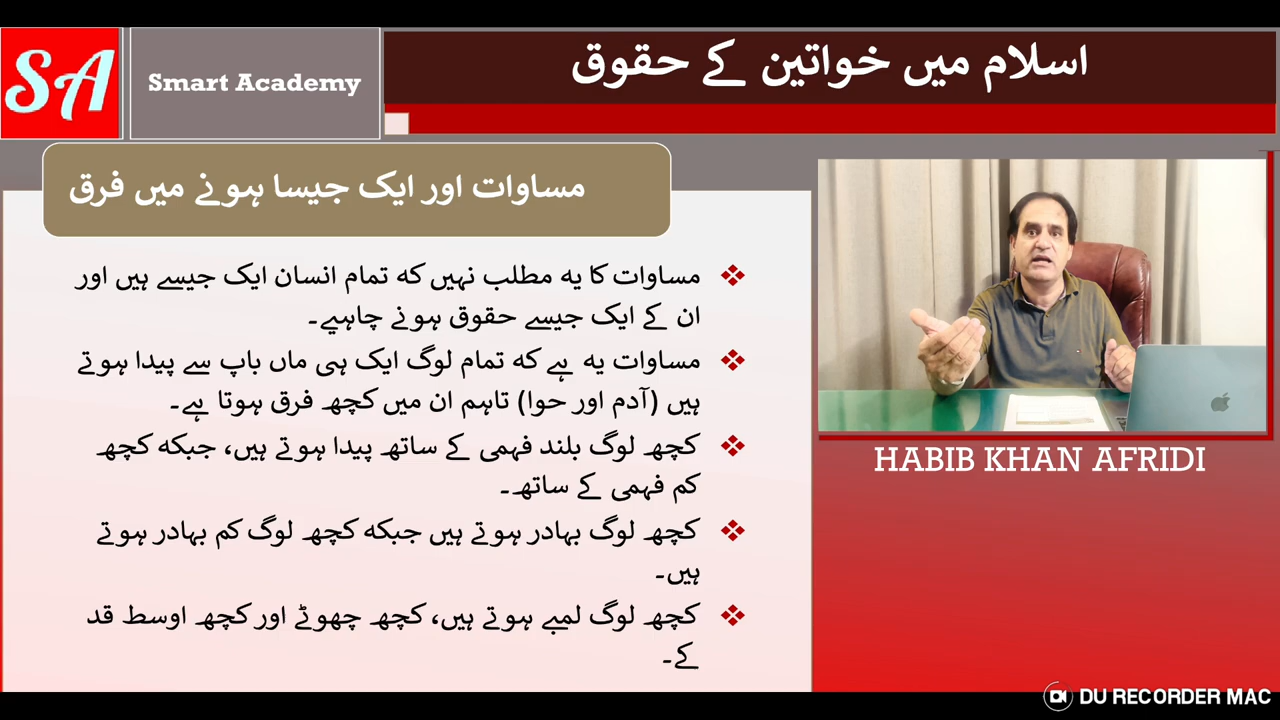 SA
Smart Academy
اسلام میں خواتین کے حقوق
مساوات اور ایک جیسا ہونے میں فرق
مساوات کا یہ مطلب نہیں کہ تمام انسان ایک جیسے ہیں اور
ان کے ایک جیسے حقوق ہونے چاہیے۔
مساوات یہ ہے کہ تمام لوگ ایک ہی ماں باپ سے پیدا ہوتے
ہیں (آدم اور حوا) تاہم ان میں کچھ فرق ہوتا ہے۔
کچھ لوگ بلند فہمی کے ساتھ پیدا ہوتے ہیں، جبکہ کچھ
کم فہمی کے ساتھ۔
کچھ لوگ بہادر ہوتے ہیں جبکہ کچھ لوگ کم بہادر ہوتے
ہیں۔
کچھ لوگ لمبے ہوتے ہیں، کچھ چھوٹے اور کچھ اوسط قد
کے۔
HABIB KHAN AFRIDI
DU RECORDER MAC